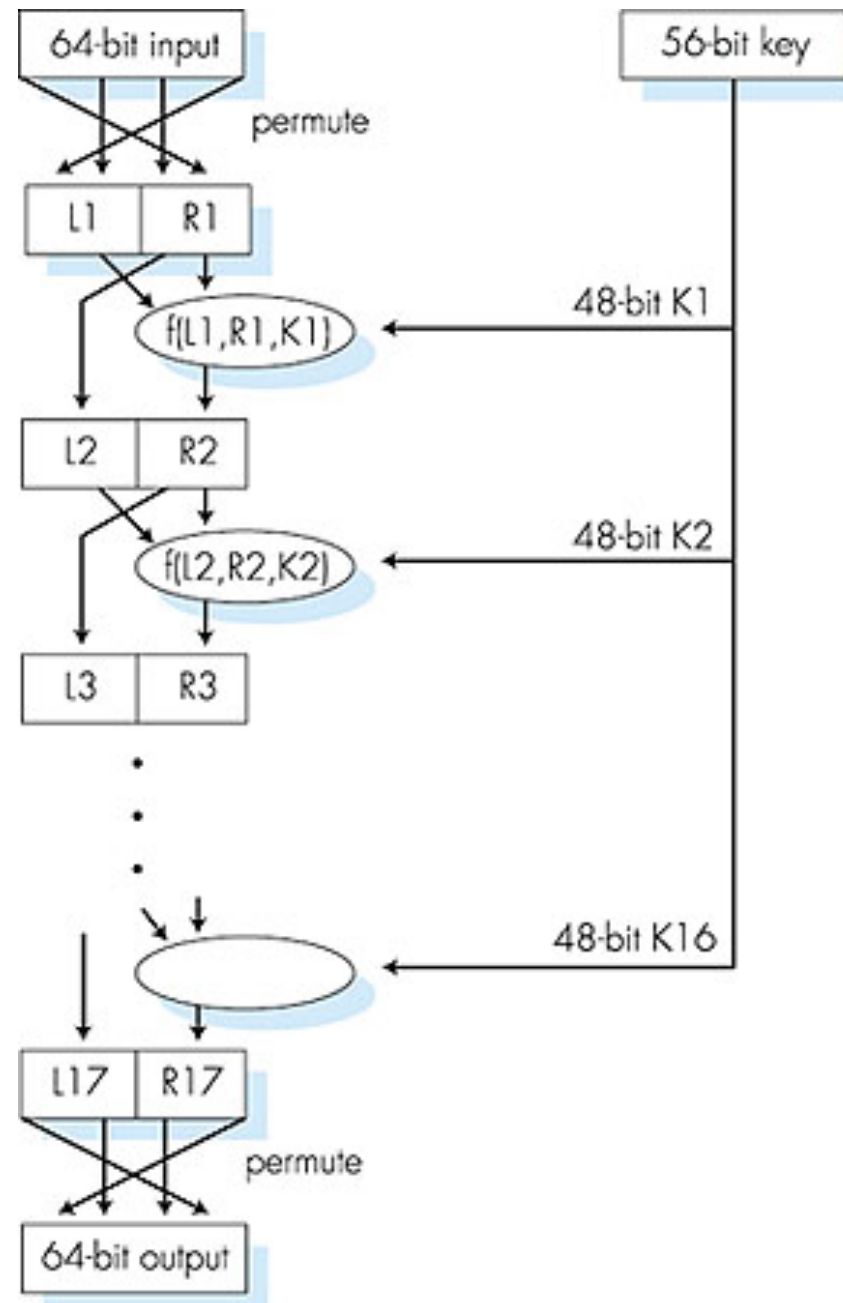 64-bit input
56-bit key
permute
L1 R1
48-bit K1
f(L1,R1,K1)
L2 R2
48-bit K2
f(L2,R2,K2)
L3 R3
48-bit K16
L17 R17
permute
64-bit output